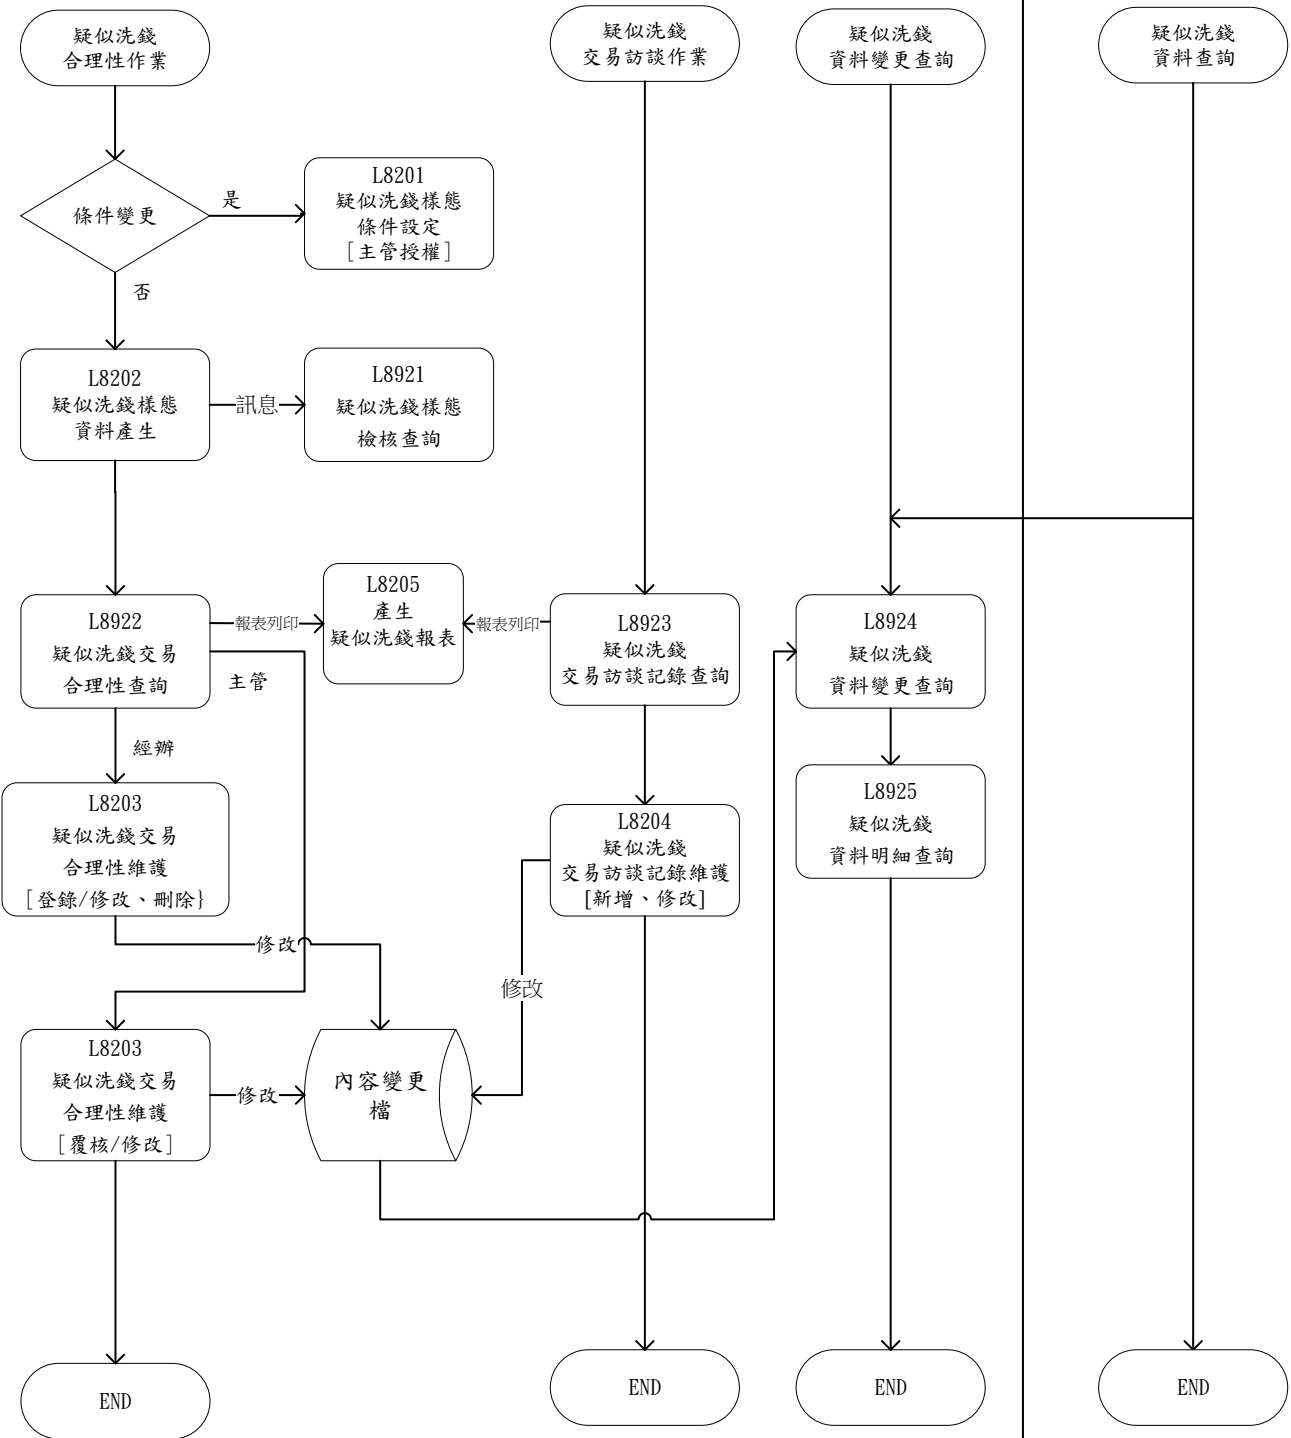 疑似洗錢
合理性作業
疑似洗錢
交易訪談作業
疑似洗錢
資料變更查詢
疑似洗錢
資料查詢
條件變更
是
L8201
疑似洗錢樣態
條件設定
[主管授權]
否
L8202
疑似洗錢樣態
資料產生
訊息
L8921
疑似洗錢樣態
檢核查詢
L8922
疑似洗錢交易
合理性查詢
報表列印
L8205
產生
疑似洗錢報表
報表列印
L8923
疑似洗錢
交易訪談記錄查詢
L8924
疑似洗錢
資料變更查詢
主管
經辦
L8203
疑似洗錢交易
合理性維護
[登錄/修改、刪除}
L8204
疑似洗錢
交易訪談記錄維護
[新增、修改]
L8925
疑似洗錢
資料明細查詢
修改
修改
L8203
疑似洗錢交易
合理性維護
[覆核/修改]
修改
內容變更
檔
END
END
END
END